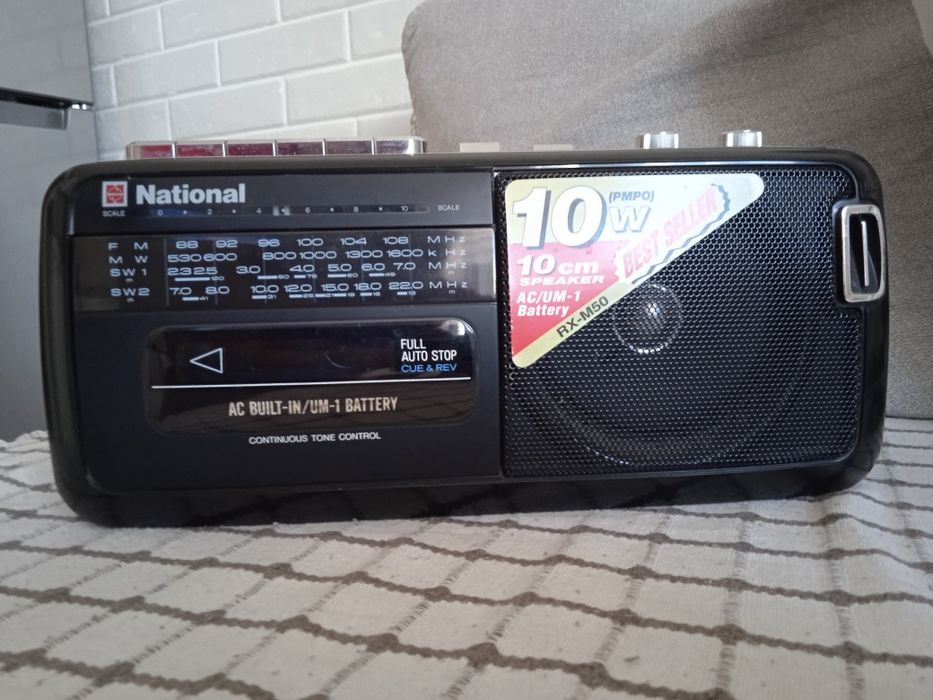 National
SCALE 0 2 4 6 8 10 SCALE
FM 88 92 96 100 104 108 MHz
MW 530 600 800 1000 1300 1600 kHz
SW1 2.3 2.5 3.0 4.0 5.0 6.0 7.0 MHz
m
SW2 7.0 8.0 10.0 12.0 15.0 18.0 22.0 MHz
41 m
FULL
AUTO STOP
CUE & REV
AC BUILT-IN/UM-1 BATTERY
CONTINUOUS TONE CONTROL
10W (PMPO)
BEST SELLER
10cm
SPEAKER
AC/UM-1
Battery
RX-M50